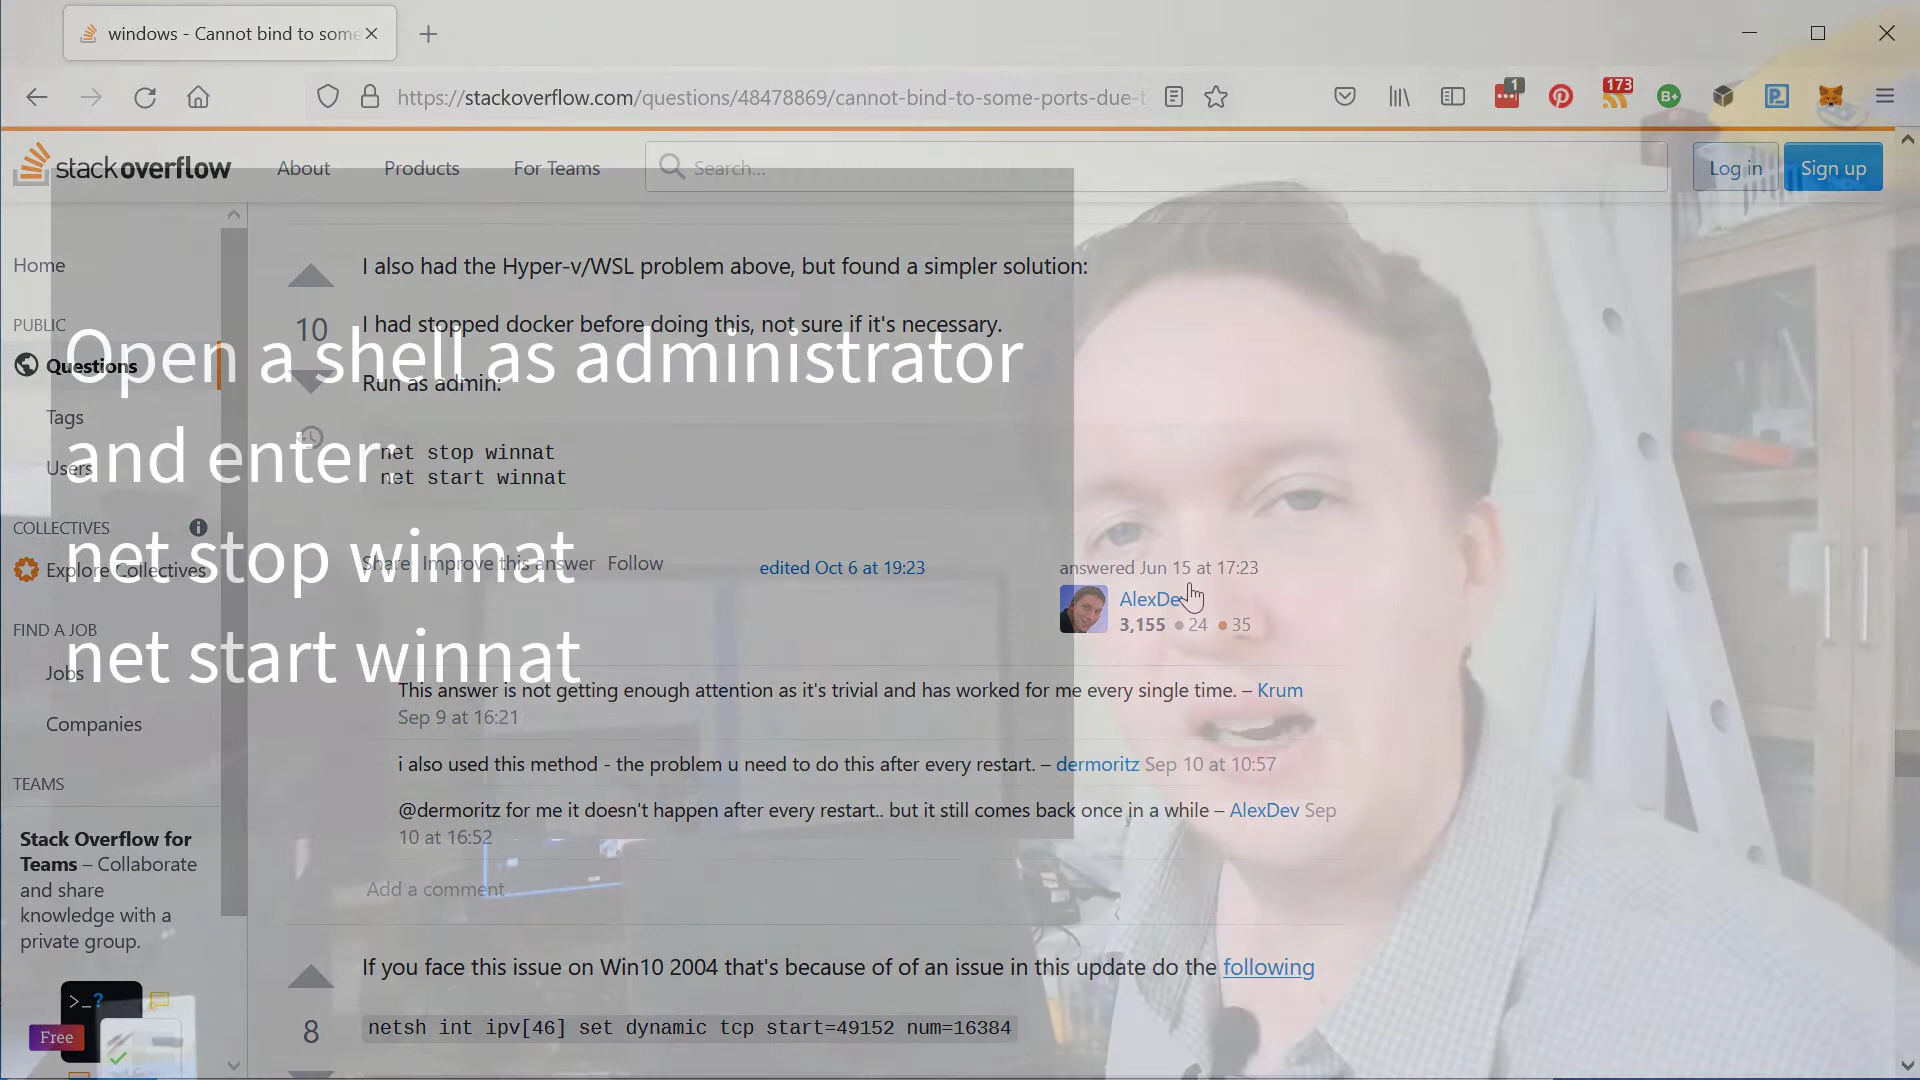 windows - Cannot bind to some
https://stackoverflow.com/questions/48478869/cannot-bind-to-some-ports-due-t
1
173
B+
P
stackoverflow
About
Products
For Teams
Search...
Log in
Sign up
Home
PUBLIC
Questions
Tags
Users
COLLECTIVES
Explore Collectives
FIND A JOB
Jobs
Companies
TEAMS
Stack Overflow for
Teams – Collaborate
and share
knowledge with a
private group.
>_?
Free
I also had the Hyper-v/WSL problem above, but found a simpler solution:
10
I had stopped docker before doing this, not sure if it's necessary.
Run as admin:
net stop winnat
net start winnat
Share Improve this answer Follow
edited Oct 6 at 19:23
answered Jun 15 at 17:23
AlexDe
3,155 24 35
This answer is not getting enough attention as it's trivial and has worked for me every single time. – Krum
Sep 9 at 16:21
i also used this method - the problem u need to do this after every restart. – dermoritz Sep 10 at 10:57
@dermoritz for me it doesn't happen after every restart.. but it still comes back once in a while – AlexDev Sep
10 at 16:52
Add a comment
If you face this issue on Win10 2004 that's because of of an issue in this update do the following
8
netsh int ipv[46] set dynamic tcp start=49152 num=16384
Open a shell as administrator
and enter:
net stop winnat
net start winnat